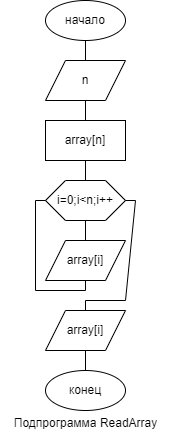 начало
n
array[n]
i=0;i<n;i++
array[i]
array[i]
конец
Подпрограмма ReadArray